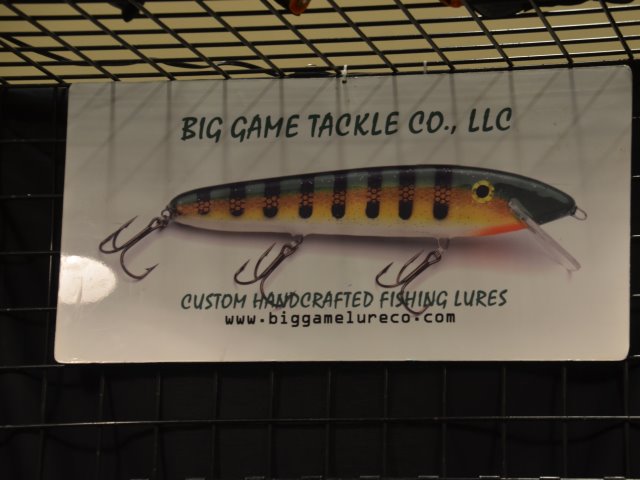 BIG GAME TACKLE CO., LLC
CUSTOM HANDCRAFTED FISHING LURES
www.biggamelureco.com